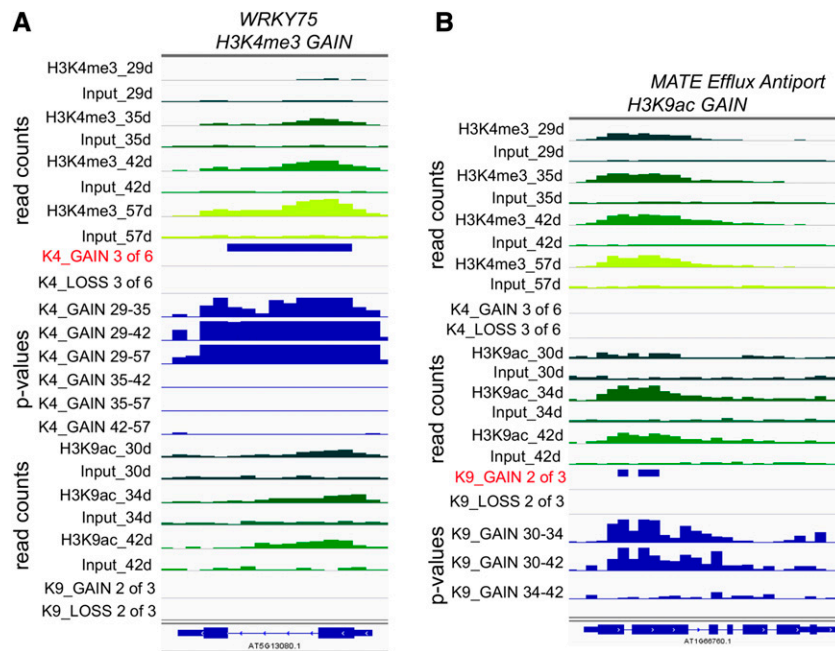 A
WRKY75
H3K4me3 GAIN
read counts
H3K4me3_29d
Input_29d
H3K4me3_35d
Input_35d
H3K4me3_42d
Input_42d
H3K4me3_57d
Input_57d
K4_GAIN 3 of 6
K4_LOSS 3 of 6
p-values
K4_GAIN 29-35
K4_GAIN 29-42
K4_GAIN 29-57
K4_GAIN 35-42
K4_GAIN 35-57
K4_GAIN 42-57
read counts
H3K9ac_30d
Input_30d
H3K9ac_34d
Input_34d
H3K9ac_42d
Input_42d
K9_GAIN 2 of 3
K9_LOSS 2 of 3
AT5G13080.1
B
MATE Efflux Antiport
H3K9ac GAIN
read counts
H3K4me3_29d
Input_29d
H3K4me3_35d
Input_35d
H3K4me3_42d
Input_42d
H3K4me3_57d
Input_57d
K4_GAIN 3 of 6
K4_LOSS 3 of 6
read counts
H3K9ac_30d
Input_30d
H3K9ac_34d
Input_34d
H3K9ac_42d
Input_42d
K9_GAIN 2 of 3
K9_LOSS 2 of 3
p-values
K9_GAIN 30-34
K9_GAIN 30-42
K9_GAIN 34-42
AT1G66760.1